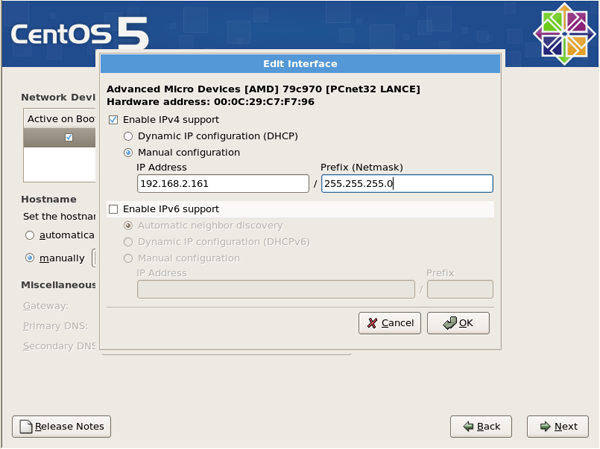 CentOS 5
Edit Interface
Advanced Micro Devices [AMD] 79c970 [PCnet32 LANCE]
Hardware address: 00:0C:29:C7:F7:96
Network Devi
Active on Boo
Enable IPv4 support
Dynamic IP configuration (DHCP)
Manual configuration
IP Address
Prefix (Netmask)
192.168.2.161 / 255.255.255.0
Enable IPv6 support
Automatic neighbor discovery
Dynamic IP configuration (DHCPv6)
Manual configuration
IP Address
Prefix
/
Hostname
Set the hostnar
automatica
manually
Miscellaneous
Gateway:
Primary DNS:
Secondary DNS
Cancel
OK
Release Notes
Back
Next